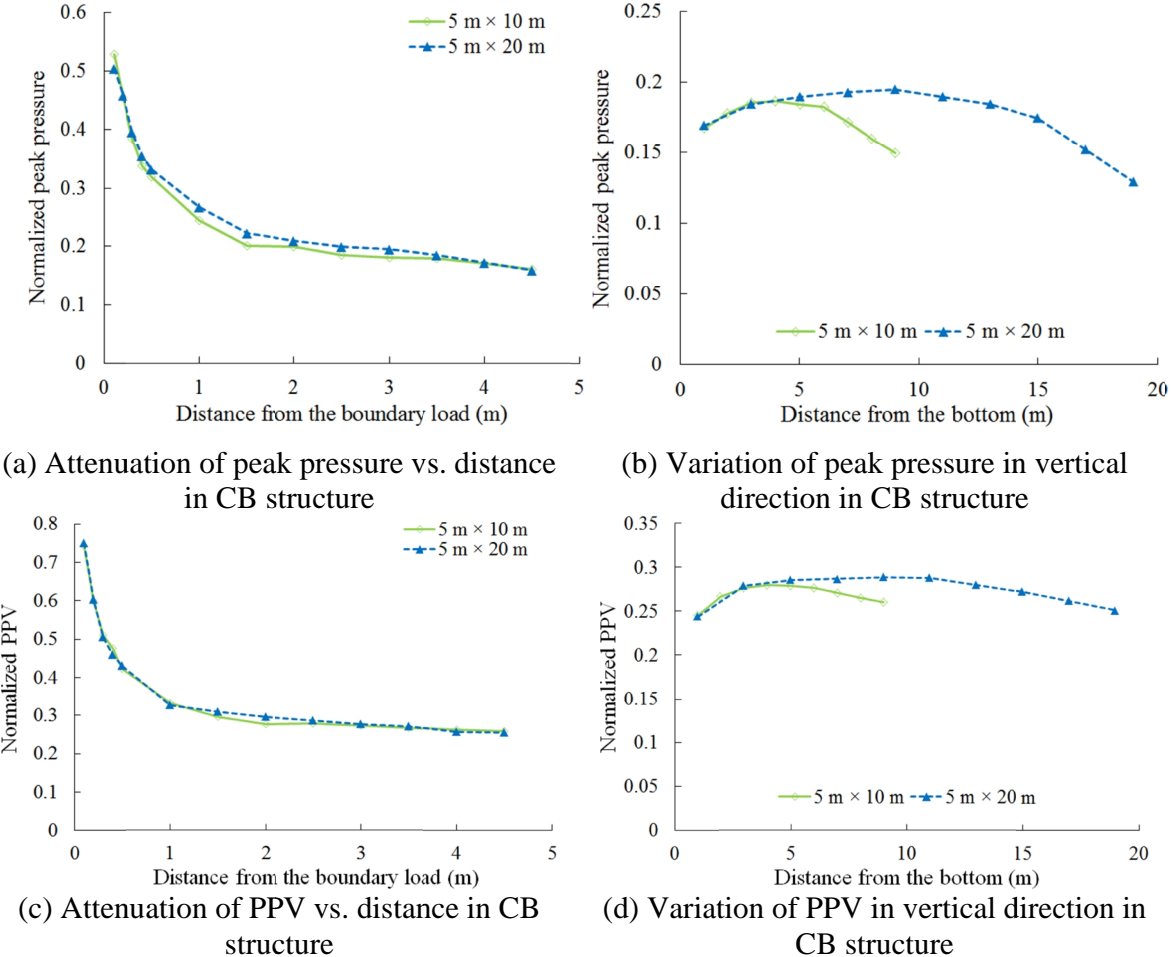 0.6
0.5
0.4
0.3
0.2
0.1
0
Normalized peak pressure
5 m × 10 m
5 m × 20 m
0 1 2 3 4 5
Distance from the boundary load (m)
(a) Attenuation of peak pressure vs. distance
in CB structure
0.25
0.2
0.15
0.1
0.05
0
Normalized peak pressure
5 m × 10 m 5 m × 20 m
0 5 10 15 20
Distance from the bottom (m)
(b) Variation of peak pressure in vertical
direction in CB structure
0.8
0.7
0.6
0.5
0.4
0.3
0.2
0.1
0
Normalized PPV
5 m × 10 m
5 m × 20 m
0 1 2 3 4 5
Distance from the boundary load (m)
(c) Attenuation of PPV vs. distance in CB
structure
0.35
0.3
0.25
0.2
0.15
0.1
0.05
0
Normalized PPV
5 m × 10 m 5 m × 20 m
0 5 10 15 20
Distance from the bottom (m)
(d) Variation of PPV in vertical direction in
CB structure